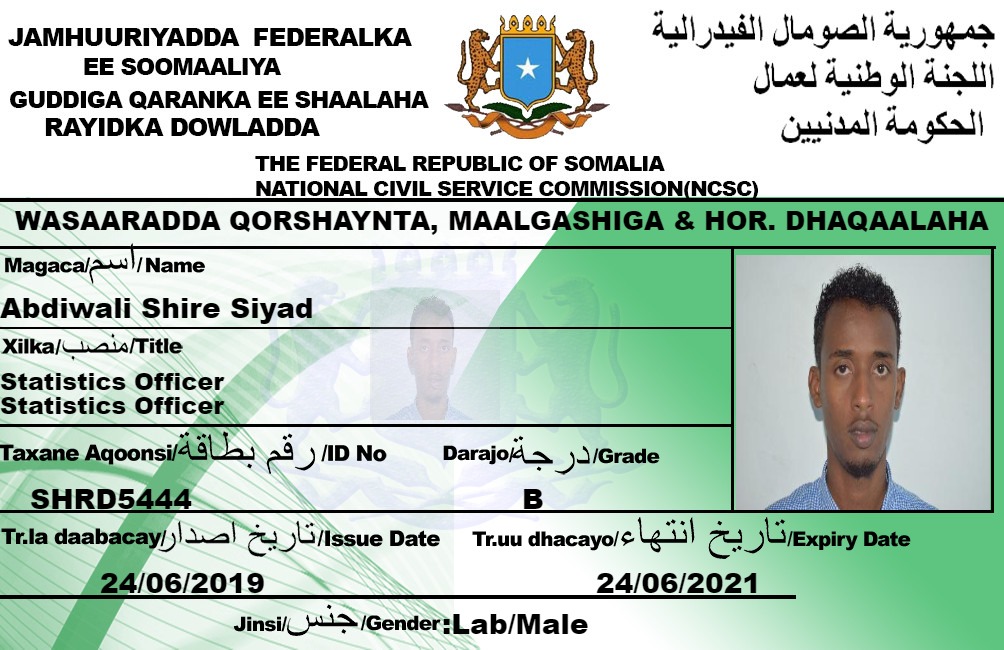 JAMHUURIYADDA FEDERALKA
EE SOOMAALIYA
GUDDIGA QARANKA EE SHAALAHA
RAYIDKA DOWLADDA
جمهورية الصومال الفيدرالية
اللجنة الوطنية لعمال
الحكومة المدنيين
THE FEDERAL REPUBLIC OF SOMALIA
NATIONAL CIVIL SERVICE COMMISSION(NCSC)
WASAARADDA QORSHAYNTA, MAALGASHIGA & HOR. DHAQAALAHA
Magaca/اسم/Name
Abdiwali Shire Siyad
Xilka/منصب/Title
Statistics Officer
Statistics Officer
Taxane Aqoonsi/رقم بطاقة/ID No
SHRD5444
Darajo/درجة/Grade
B
Tr.la daabacay/تاريخ اصدار/Issue Date
24/06/2019
Tr.uu dhacayo/تاريخ انتهاء/Expiry Date
24/06/2021
Jinsi/جنس/Gender:Lab/Male